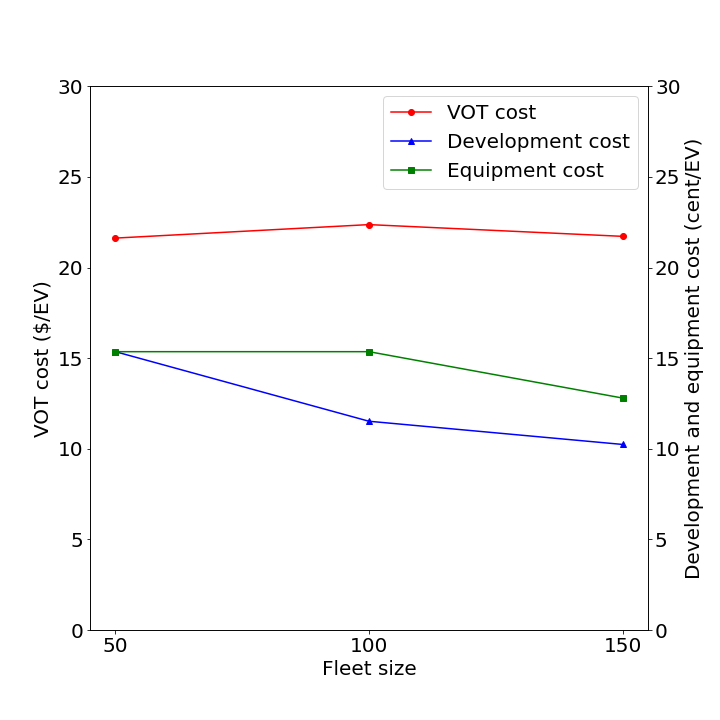 30
25
20
15
10
5
0
VOT cost ($/EV)
VOT cost
Development cost
Equipment cost
30
25
20
15
10
5
0
Development and equipment cost (cent/EV)
50
100
150
Fleet size